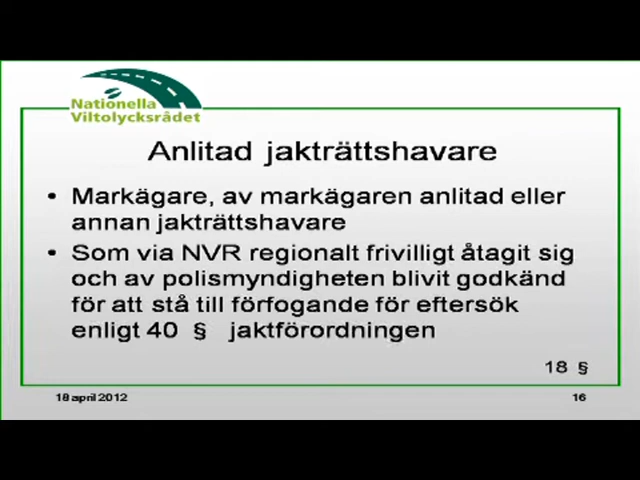 Nationella
Viltolycksrådet
Anlitad jakträttshavare
• Markägare, av markägaren anlitad eller
annan jakträttshavare
• Som via NVR regionalt frivilligt åtagit sig
och av polismyndigheten blivit godkänd
för att stå till förfogande för eftersök
enligt 40 § jaktförordningen
18 §
18 april 2012
16